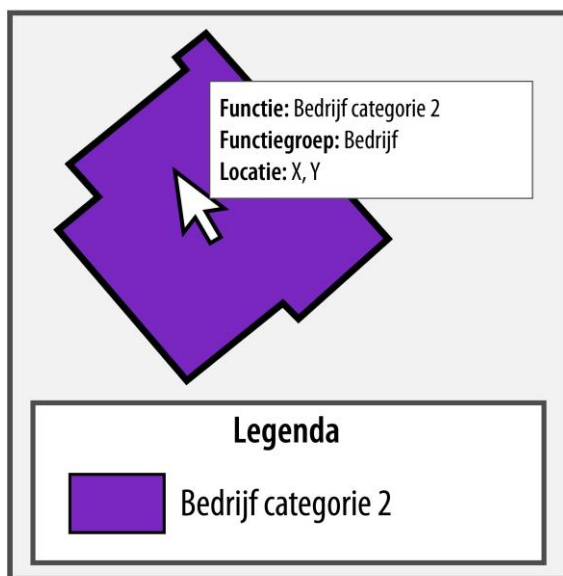 Functie: Bedrijf categorie 2
Functiegroep: Bedrijf
Locatie: X, Y
Legenda
Bedrijf categorie 2